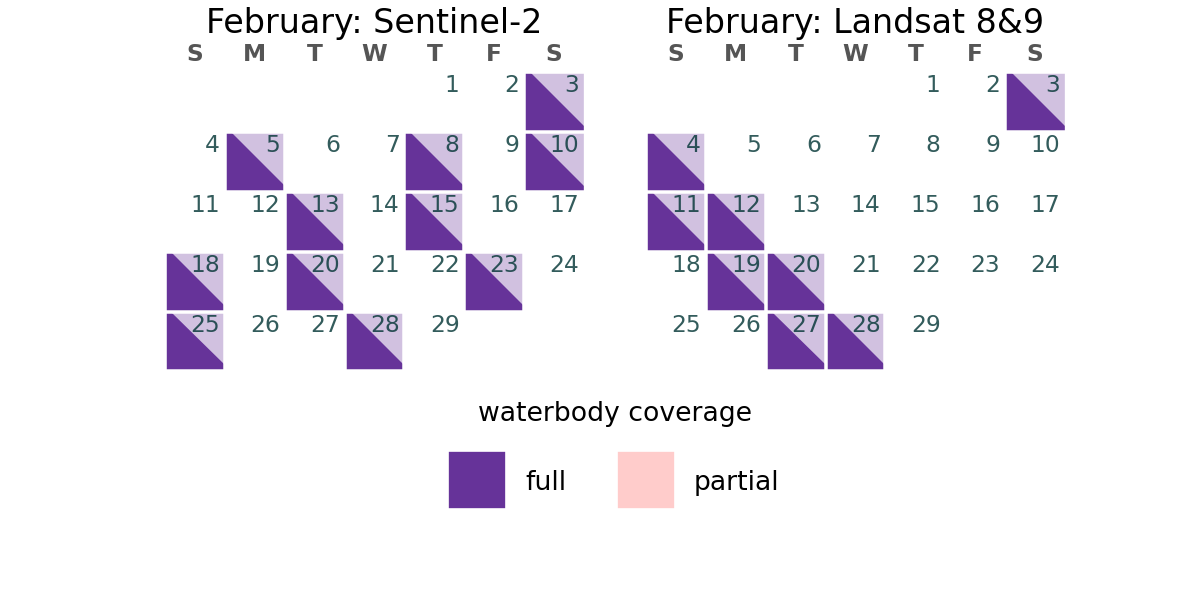 February: Sentinel-2
S M T W T F S
1 2 3
4 5 6 7 8 9 10
11 12 13 14 15 16 17
18 19 20 21 22 23 24
25 26 27 28 29
February: Landsat 8&9
S M T W T F S
1 2 3
4 5 6 7 8 9 10
11 12 13 14 15 16 17
18 19 20 21 22 23 24
25 26 27 28 29
waterbody coverage
full partial